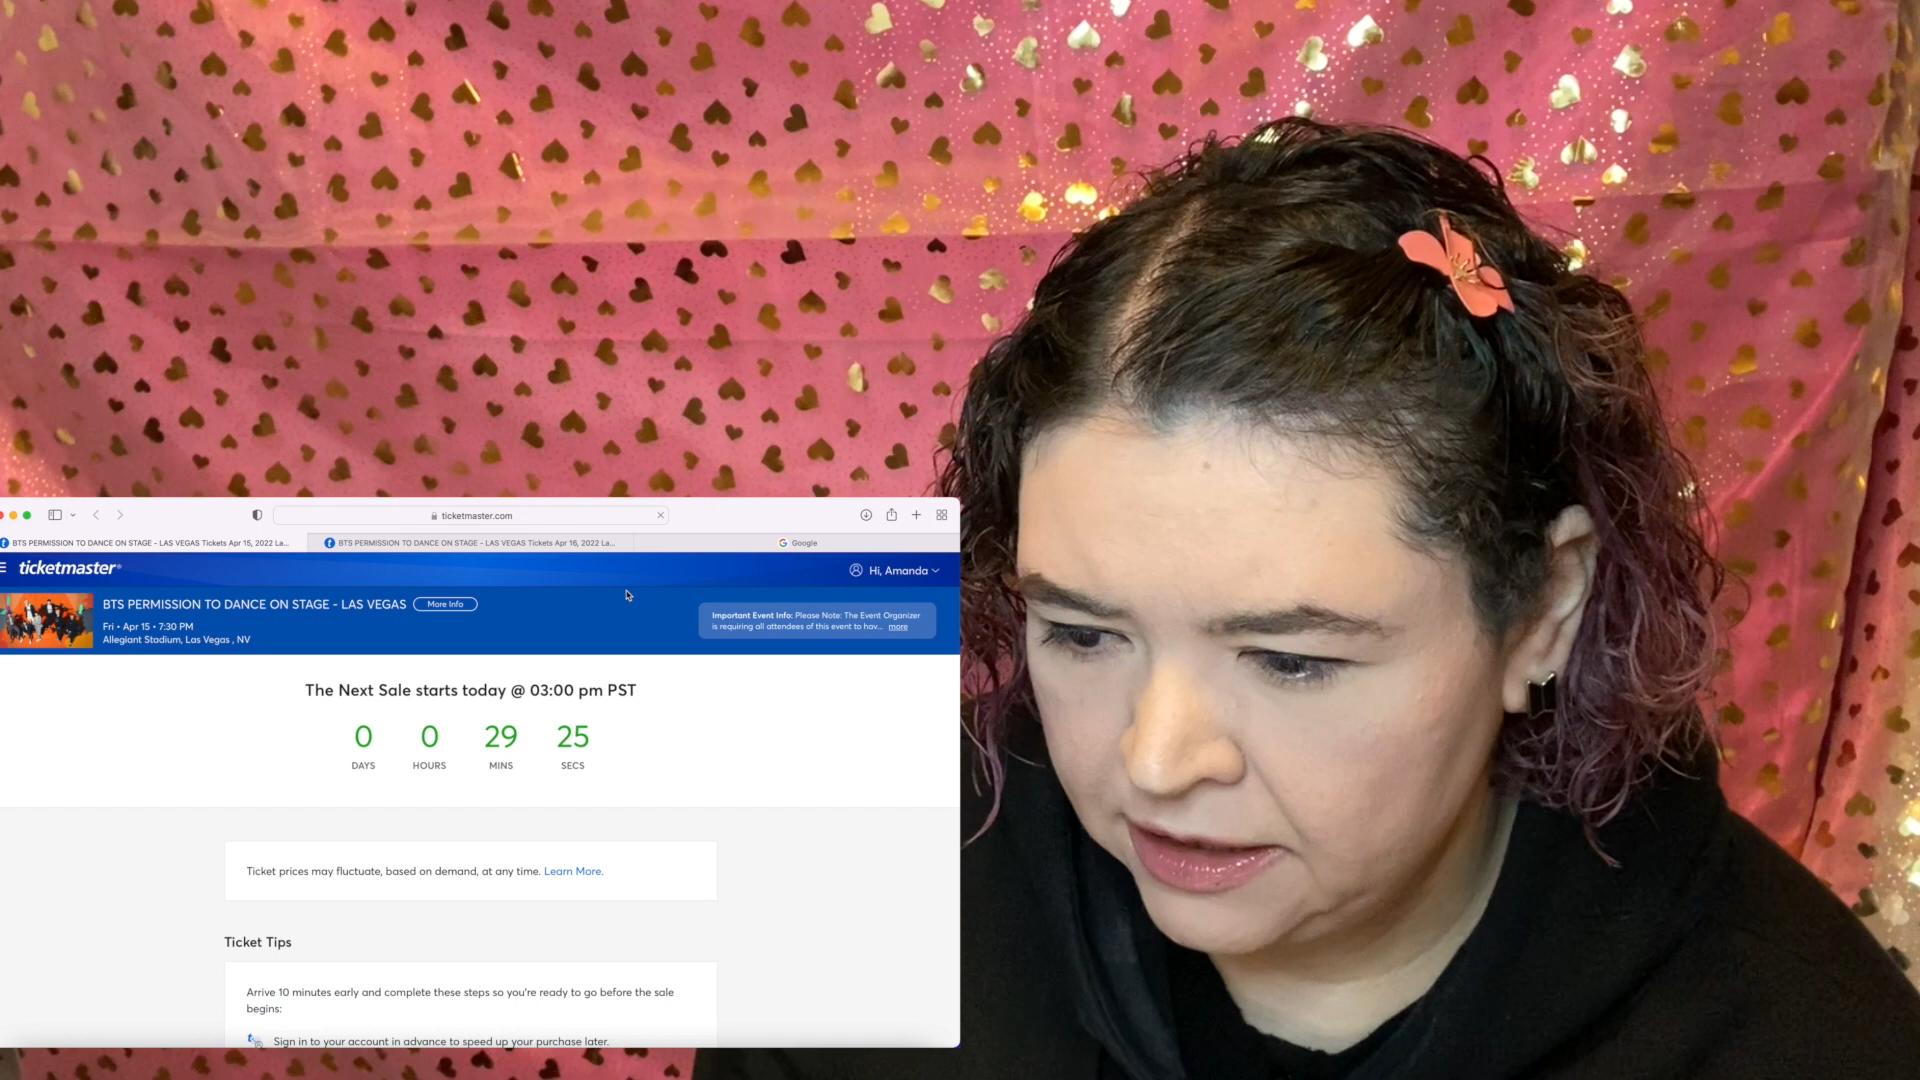 ticketmaster.com
BTS PERMISSION TO DANCE ON STAGE - LAS VEGAS Tickets Apr 15, 2022 La...
BTS PERMISSION TO DANCE ON STAGE - LAS VEGAS Tickets Apr 16, 2022 La...
Google
ticketmaster®
Hi, Amanda
BTS PERMISSION TO DANCE ON STAGE - LAS VEGAS
More Info
Fri • Apr 15 • 7:30 PM
Allegiant Stadium, Las Vegas , NV
Important Event Info: Please Note: The Event Organizer
is requiring all attendees of this event to hav... more
The Next Sale starts today @ 03:00 pm PST
0 0 29 25
DAYS HOURS MINS SECS
Ticket prices may fluctuate, based on demand, at any time. Learn More.
Ticket Tips
Arrive 10 minutes early and complete these steps so you're ready to go before the sale
begins:
Sign in to your account in advance to speed up your purchase later.